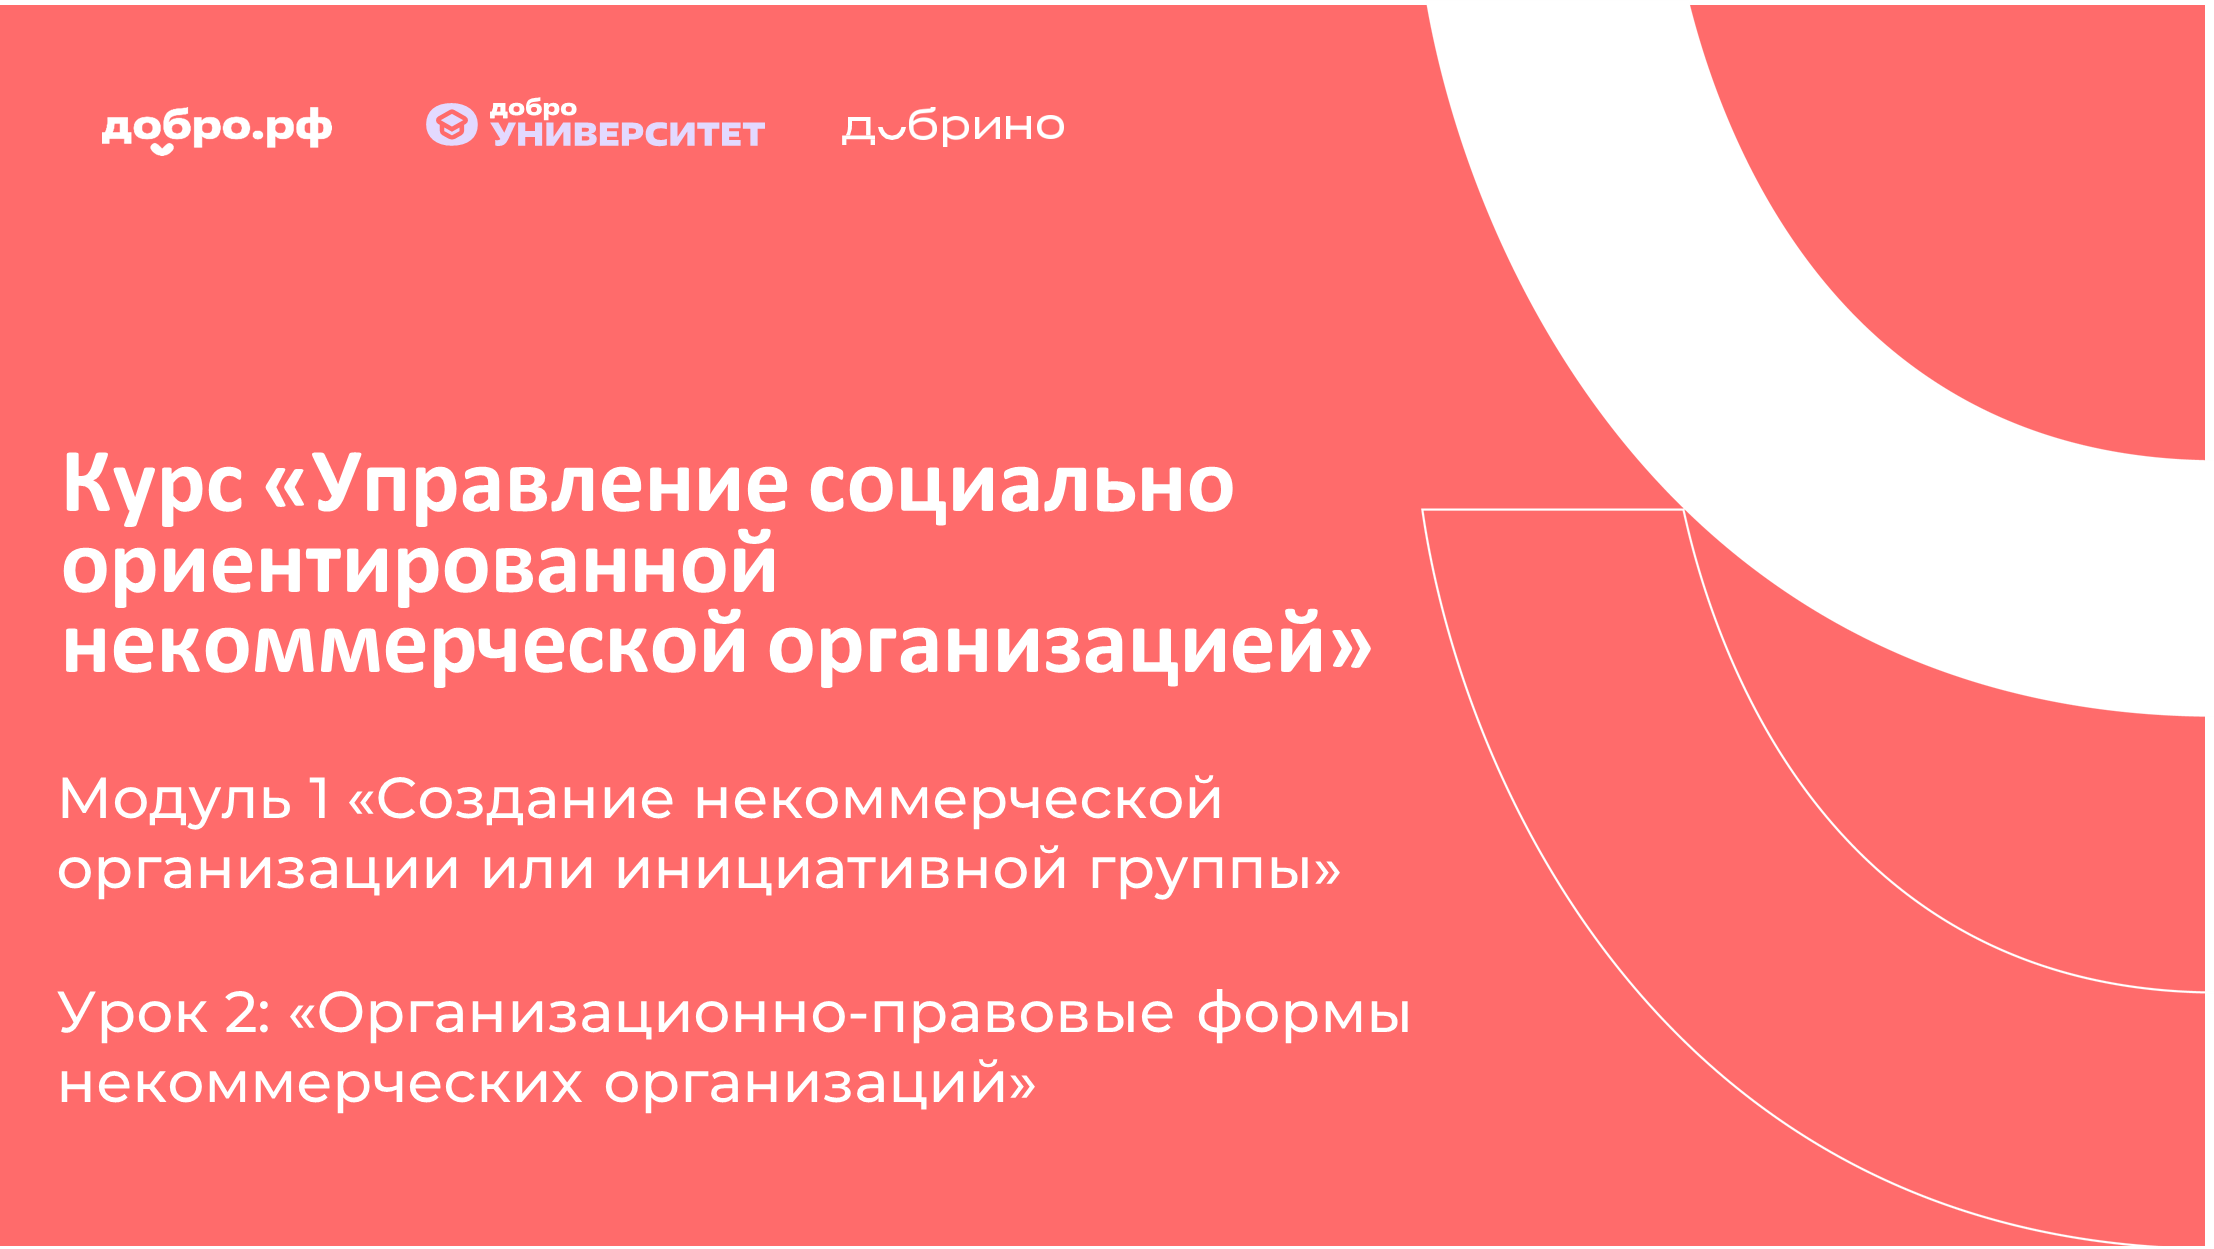 добро.рф
добро
УНИВЕРСИТЕТ
добрино
Курс «Управление социально
ориентированной
некоммерческой организацией»
Модуль 1 «Создание некоммерческой
организации или инициативной группы»
Урок 2: «Организационно-правовые формы
некоммерческих организаций»